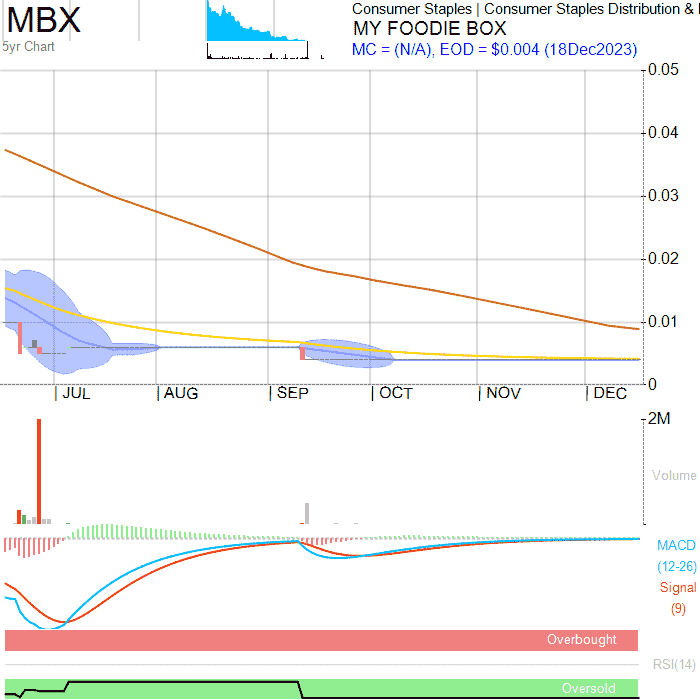 MBX
5yr Chart
Consumer Staples | Consumer Staples Distribution &
MY FOODIE BOX
MC = (N/A), EOD = $0.004 (18Dec2023)
0.05
0.04
0.03
0.02
0.01
0
JUL AUG SEP OCT NOV DEC
2M
Volume
MACD
(12-26)
Signal
(9)
Overbought
RSI(14)
Oversold